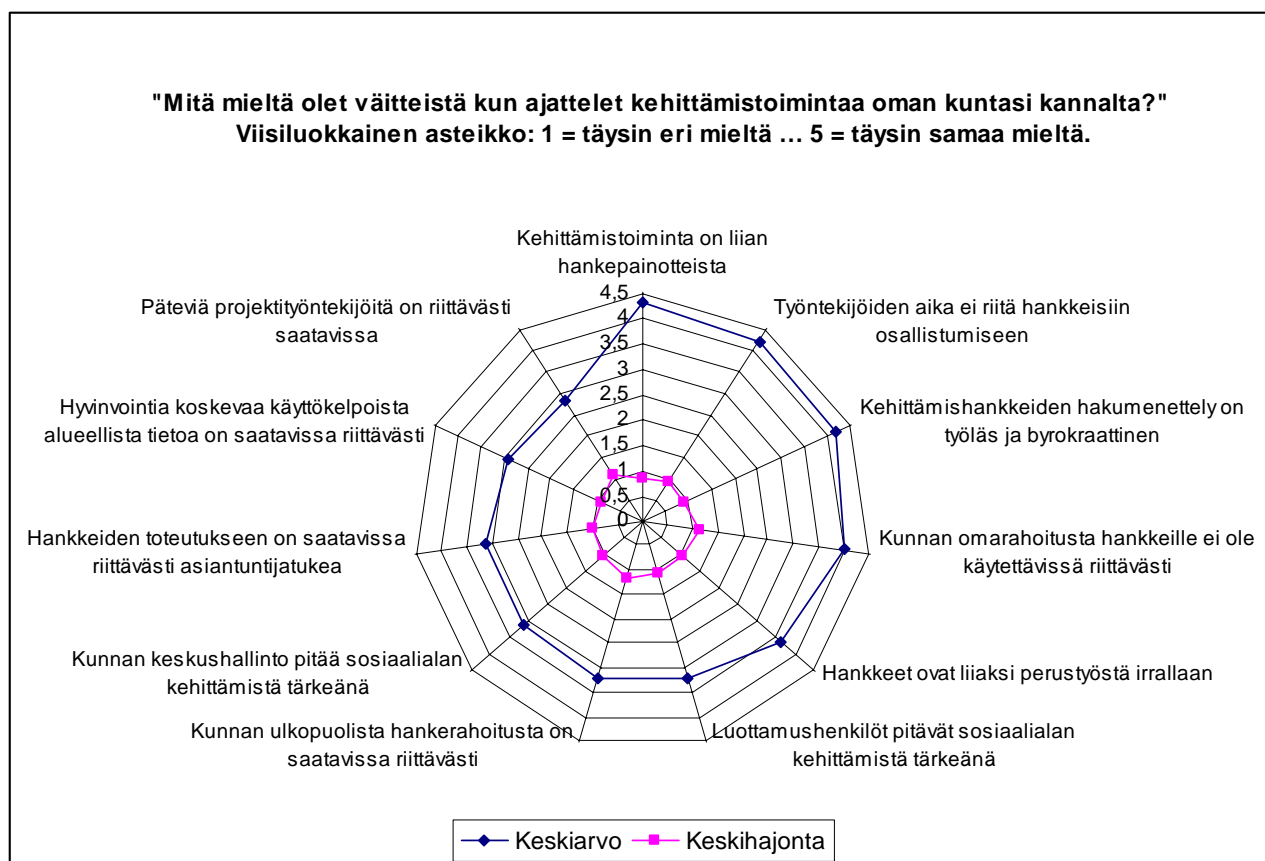 "Mitä mieltä olet väitteistä kun ajattelet kehittämistoimintaa oman kuntasi kannalta?"
Viisiluokkainen asteikko: 1 = täysin eri mieltä … 5 = täysin samaa mieltä.
Kehittämistoiminta on liian
hankepainotteista
Työntekijöiden aika ei riitä hankkeisiin
osallistumiseen
Kehittämishankkeiden hakumenettely on
työläs ja byrokraattinen
Kunnan omarahoitusta hankkeille ei ole
käytettävissä riittävästi
Hankkeet ovat liiaksi perustyöstä irrallaan
Luottamushenkilöt pitävät sosiaalialan
kehittämistä tärkeänä
Kunnan ulkopuolista hankerahoitusta on
saatavissa riittävästi
Kunnan keskushallinto pitää sosiaalialan
kehittämistä tärkeänä
Hankkeiden toteutukseen on saatavissa
riittävästi asiantuntijatukea
Hyvinvointia koskevaa käyttökelpoista
alueellista tietoa on saatavissa riittävästi
Päteviä projektityöntekijöitä on riittävästi
saatavissa
4,5
4
3,5
3
2,5
2
1,5
1
0,5
0
Keskiarvo
Keskihajonta